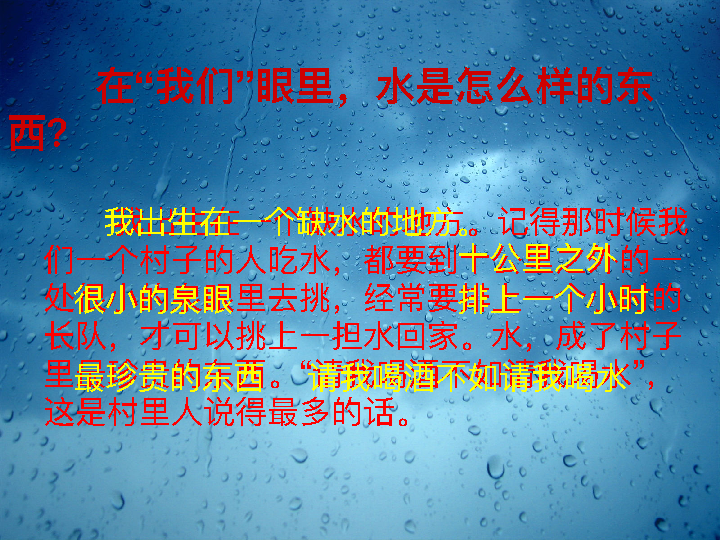 在“我们”眼里，水是怎么样的东
西?
我出生在一个缺水的地方。记得那时候我
们一个村子的人吃水，都要到十公里之外的一
处很小的泉眼里去挑，经常要排上一个小时的
长队，才可以挑上一担水回家。水，成了村子
里最珍贵的东西。“请我喝酒不如请我喝水”，
这是村里人说得最多的话。